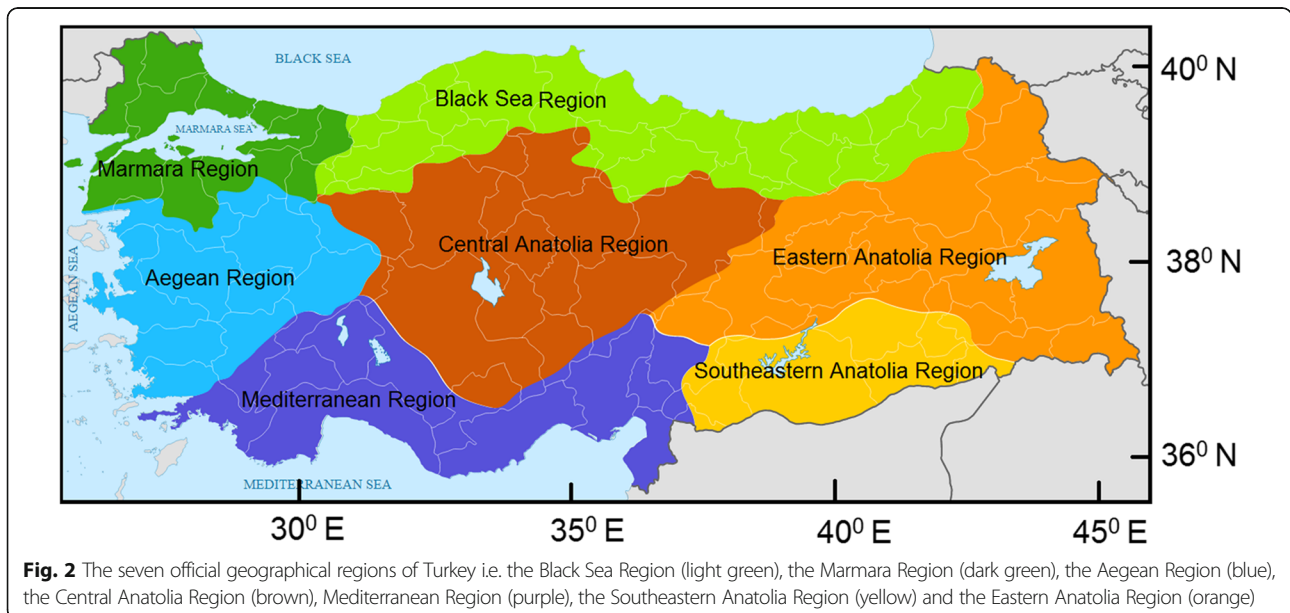 BLACK SEA
40⁰ N
Black Sea Region
MARMARA SEA
Marmara Region
Central Anatolia Region
Eastern Anatolia Region
38⁰ N
Aegean Region
AEGEAN SEA
Southeastern Anatolia Region
Mediterranean Region
36⁰ N
MEDITERRANEAN SEA
30⁰ E 35⁰ E 40⁰ E 45⁰ E
Fig. 2 The seven official geographical regions of Turkey i.e. the Black Sea Region (light green), the Marmara Region (dark green), the Aegean Region (blue),
the Central Anatolia Region (brown), Mediterranean Region (purple), the Southeastern Anatolia Region (yellow) and the Eastern Anatolia Region (orange)